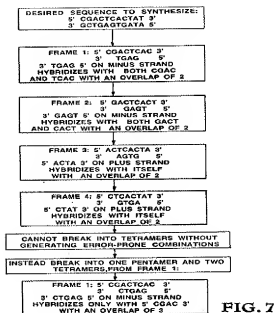 DESIRED SEQUENCE TO SYNTHESIZE:
5' CGACTCACTAT 3'
3' GCTGAGTGATA 5'
FRAME 1: 5' CGACTCAC 3'
3' TGAG 5'
3' TGAG 5' ON MINUS STRAND
HYBRIDIZES WITH BOTH CGAC
AND TCAC WITH AN OVERLAP OF 2
FRAME 2: 5' GACTCACT 3'
3' GAGT 5'
3' GAGT 5' ON MINUS STRAND
HYBRIDIZES WITH BOTH GACT
AND CACT WITH AN OVERLAP OF 2
FRAME 3: 5' ACTCACTA 3'
3' AGTG 5'
5' ACTA 3' ON PLUS STRAND
HYBRIDIZES WITH ITSELF
WITH AN OVERLAP OF 2
FRAME 4: 5' CTCACTAT 3'
3' GTGA 5'
5' CTAT 3' ON PLUS STRAND
HYBRIDIZES WITH ITSELF
WITH AN OVERLAP OF 2
CANNOT BREAK INTO TETRAMERS WITHOUT
GENERATING ERROR-PRONE COMBINATIONS
INSTEAD BREAK INTO ONE PENTAMER AND TWO
TETRAMERS, FROM FRAME 1:
FRAME 1: 5' CGACTCAC 3'
3' CTGAG 5'
3' CTGAG 5' ON MINUS STRAND
HYBRIDIZES ONLY WITH 5' CGAC 3'
WITH AN OVERLAP OF 3
FIG. 7